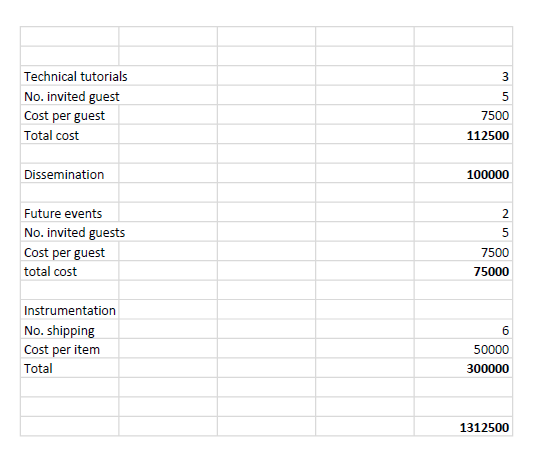 Technical tutorials 3
No. invited guest 5
Cost per guest 7500
Total cost 112500
Dissemination 100000
Future events 2
No. invited guests 5
Cost per guest 7500
total cost 75000
Instrumentation
No. shipping 6
Cost per item 50000
Total 300000
1312500